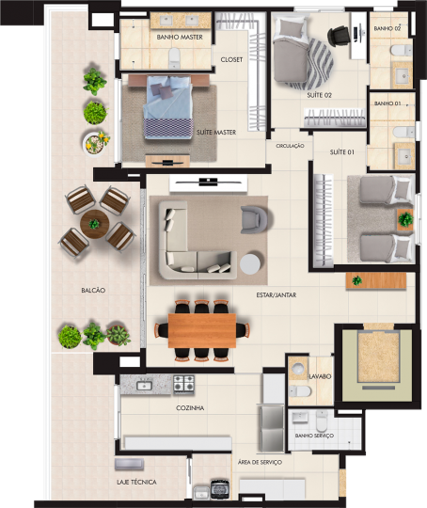 BANHO MASTER
CLOSET
BANHO 02
SUÍTE 02
BANHO 01
SUÍTE MASTER
CIRCULAÇÃO
SUÍTE 01
BALCÃO
ESTAR/JANTAR
LAVABO
COZINHA
BANHO SERVIÇO
ÁREA DE SERVIÇO
LAJE TÉCNICA